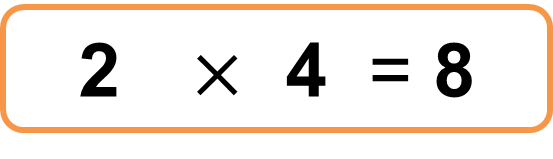 2 × 4 = 8